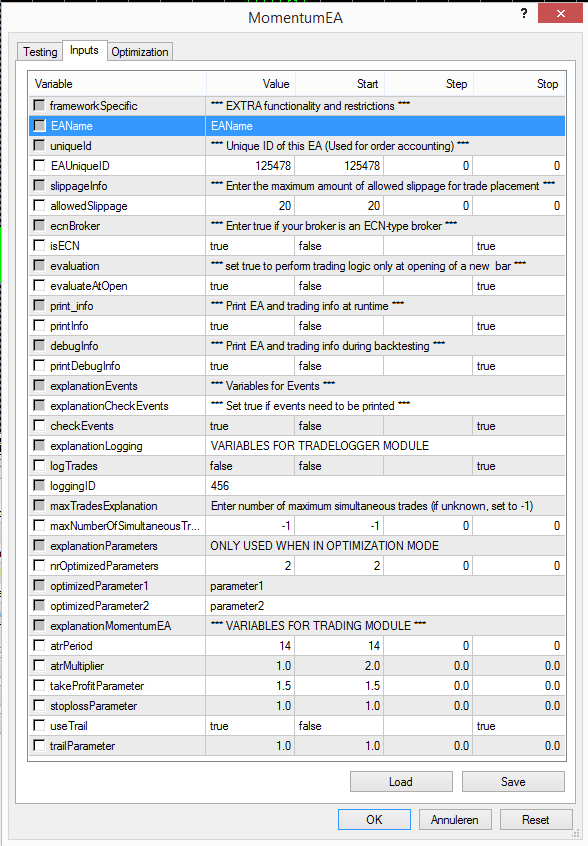 MomentumEA
?
Testing Inputs Optimization
Variable Value Start Step Stop
frameworkSpecific *** EXTRA functionality and restrictions ***
EAName EAName
uniqueId *** Unique ID of this EA (Used for order accounting) ***
EAUniqueID 125478 125478 0 0
slippageInfo *** Enter the maximum amount of allowed slippage for trade placement ***
allowedSlippage 20 20 0 0
ecnBroker *** Enter true if your broker is an ECN-type broker ***
isECN true false true
evaluation *** set true to perform trading logic only at opening of a new bar ***
evaluateAtOpen true false true
print_info *** Print EA and trading info at runtime ***
printInfo true false true
debugInfo *** Print EA and trading info during backtesting ***
printDebugInfo true false true
explanationEvents *** Variables for Events ***
explanationCheckEvents *** Set true if events need to be printed ***
checkEvents true false true
explanationLogging VARIABLES FOR TRADELOGGER MODULE
logTrades false false true
loggingID 456
maxTradesExplanation Enter number of maximum simultaneous trades (if unknown, set to -1)
maxNumberOfSimultaneousTr... -1 -1 0 0
explanationParameters ONLY USED WHEN IN OPTIMIZATION MODE
nrOptimizedParameters 2 2 0 0
optimizedParameter1 parameter1
optimizedParameter2 parameter2
explanationMomentumEA *** VARIABLES FOR TRADING MODULE ***
atrPeriod 14 14 0 0
atrMultiplier 1.0 2.0 0.0 0.0
takeProfitParameter 1.5 1.5 0.0 0.0
stoplossParameter 1.0 1.0 0.0 0.0
useTrail true false true
trailParameter 1.0 1.0 0.0 0.0
Load Save
OK Annuleren Reset